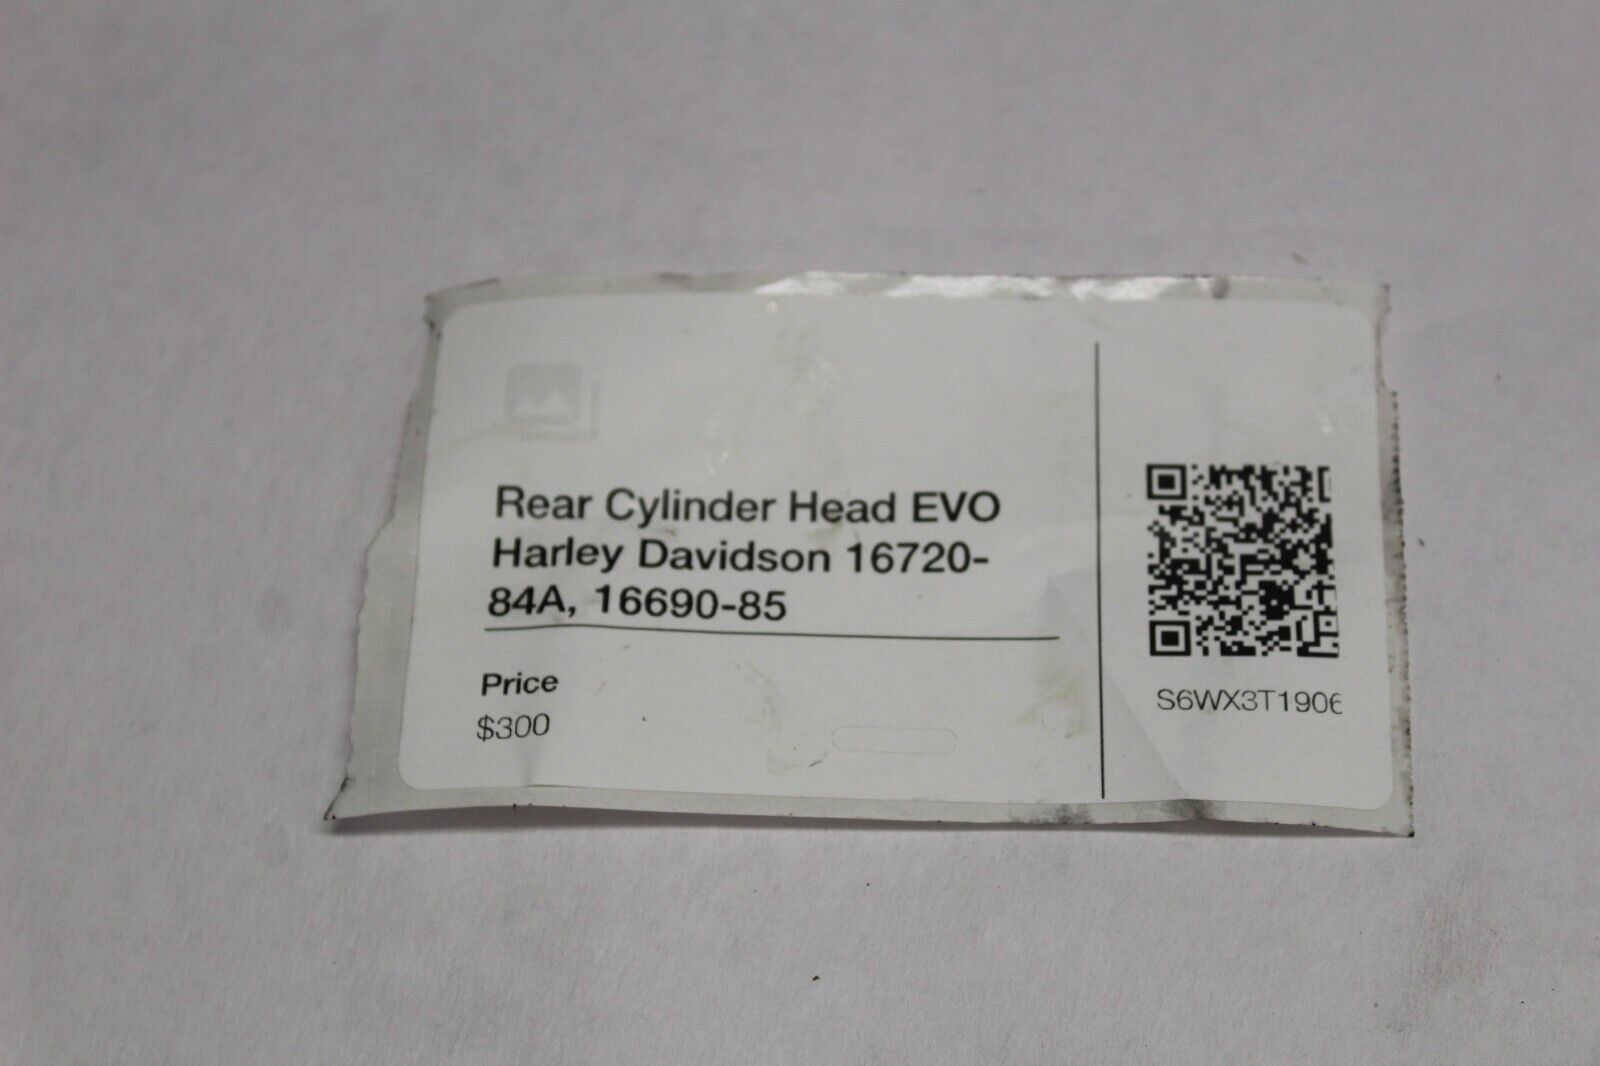 Rear Cylinder Head EVO
Harley Davidson 16720-
84A, 16690-85
Price
$300
S6WX3T1906